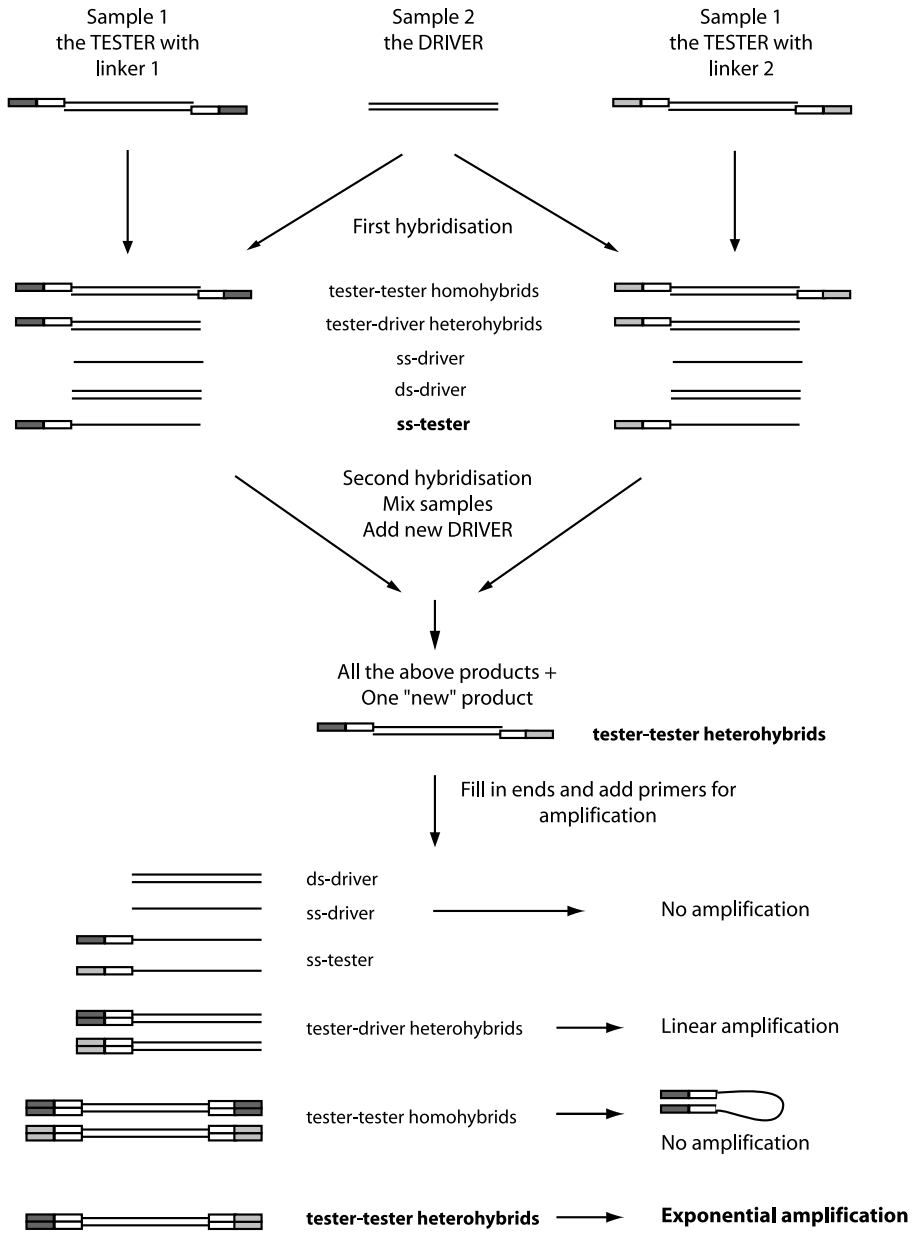 Sample 1
the TESTER with
linker 1
Sample 2
the DRIVER
Sample 1
the TESTER with
linker 2
First hybridisation
tester-tester homohybrids
tester-driver heterohybrids
ss-driver
ds-driver
ss-tester
Second hybridisation
Mix samples
Add new DRIVER
All the above products +
One "new" product
tester-tester heterohybrids
Fill in ends and add primers for
amplification
ds-driver
ss-driver
No amplification
ss-tester
tester-driver heterohybrids
Linear amplification
tester-tester homohybrids
No amplification
tester-tester heterohybrids
Exponential amplification